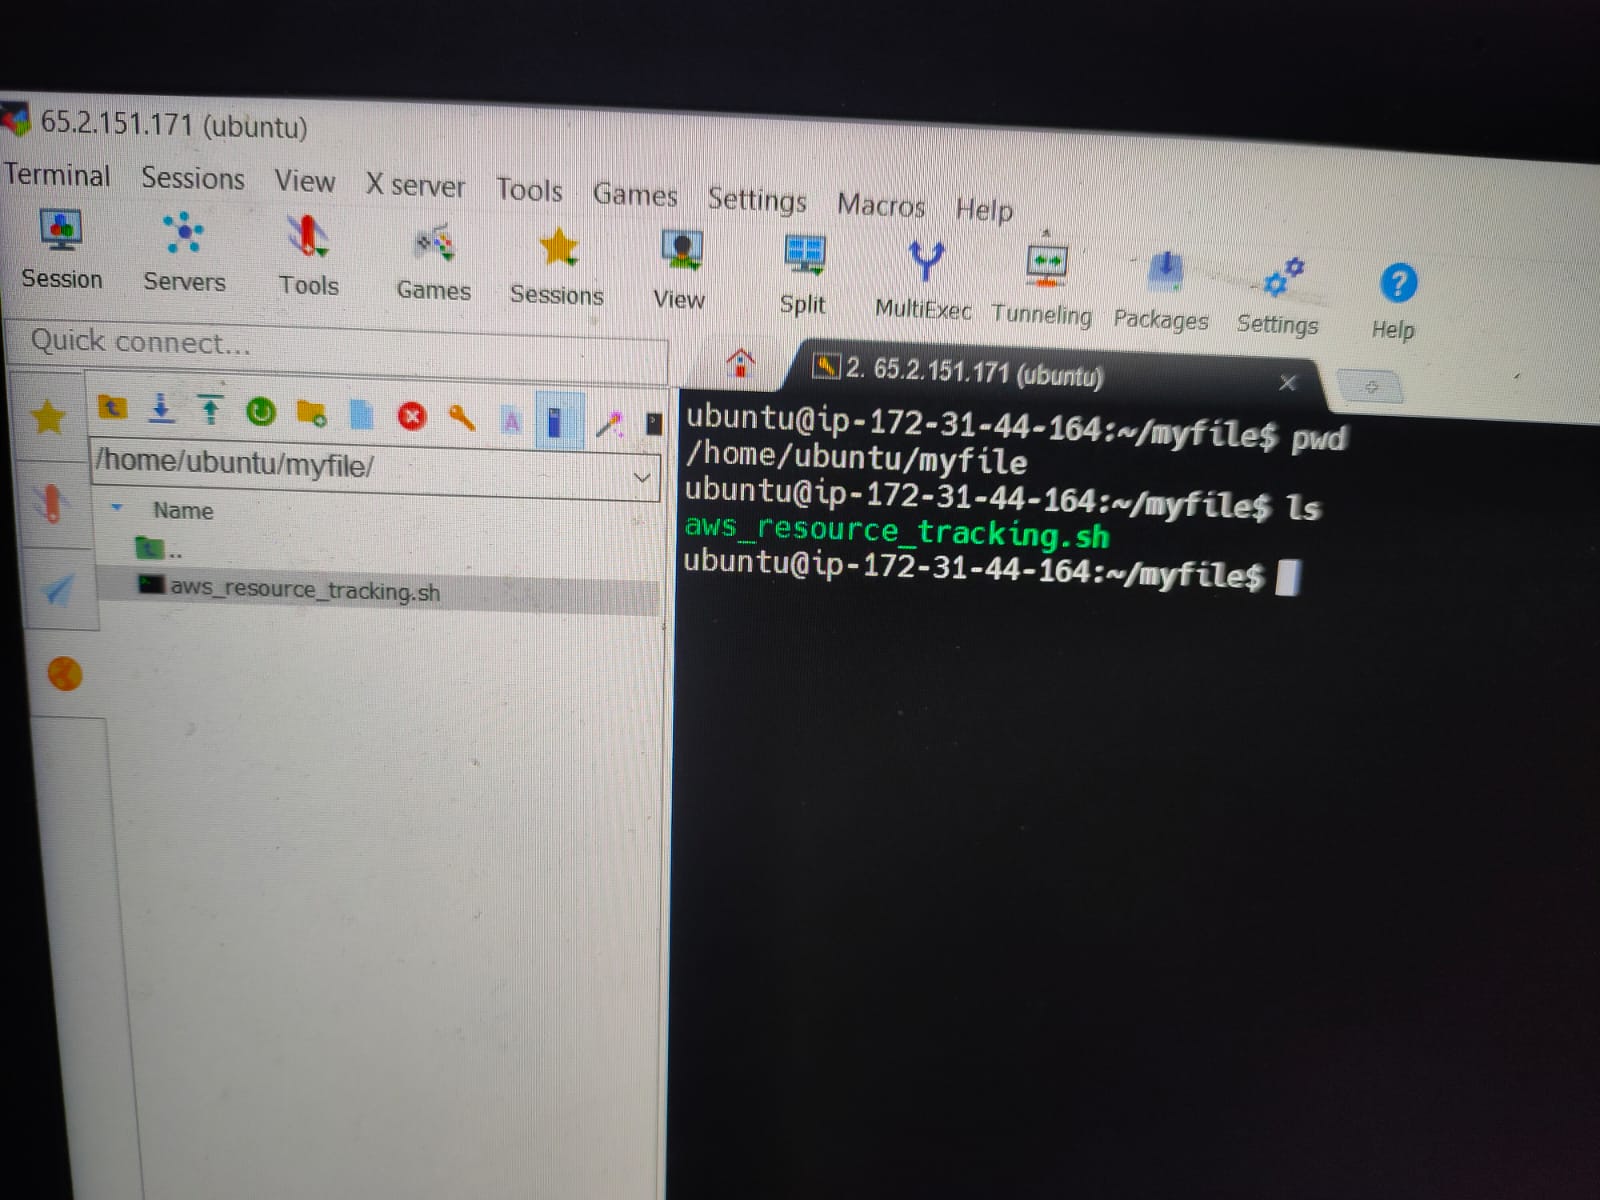 65.2.151.171 (ubuntu)
Terminal Sessions View X server Tools Games Settings Macros Help
Session Servers Tools Games Sessions View Split MultiExec Tunneling Packages Settings Help
Quick connect...
2. 65.2.151.171 (ubuntu)
/home/ubuntu/myfile/
Name
..
aws_resource_tracking.sh
ubuntu@ip-172-31-44-164:~/myfile$ pwd
/home/ubuntu/myfile
ubuntu@ip-172-31-44-164:~/myfile$ ls
aws_resource_tracking.sh
ubuntu@ip-172-31-44-164:~/myfile$